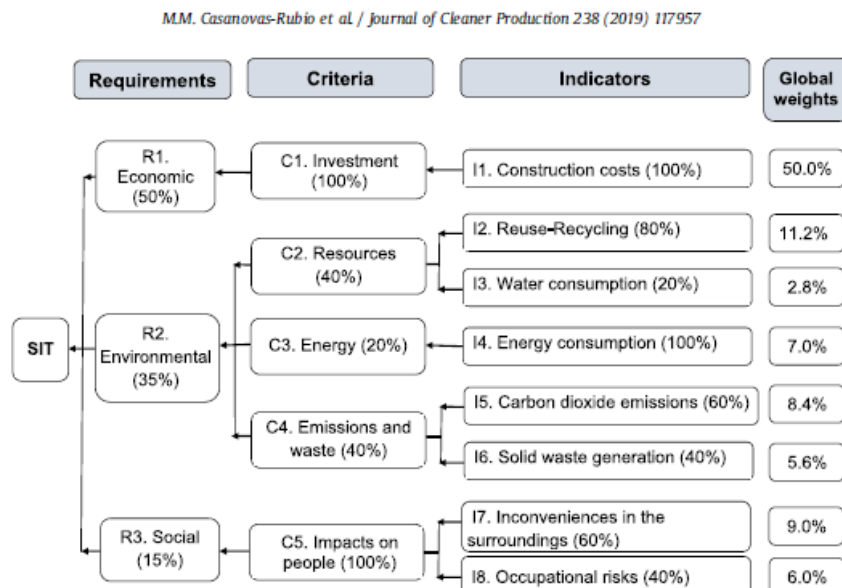 M.M. Casanovas-Rubio et al. / Journal of Cleaner Production 238 (2019) 117957
Requirements
Criteria
Indicators
Global
weights
R1.
Economic
(50%)
C1. Investment
(100%)
I1. Construction costs (100%)
50.0%
C2. Resources
(40%)
I2. Reuse-Recycling (80%)
11.2%
I3. Water consumption (20%)
2.8%
SIT
R2.
Environmental
(35%)
C3. Energy (20%)
I4. Energy consumption (100%)
7.0%
C4. Emissions and
waste (40%)
I5. Carbon dioxide emissions (60%)
8.4%
I6. Solid waste generation (40%)
5.6%
R3. Social
(15%)
C5. Impacts on
people (100%)
I7. Inconveniences in the
surroundings (60%)
9.0%
I8. Occupational risks (40%)
6.0%